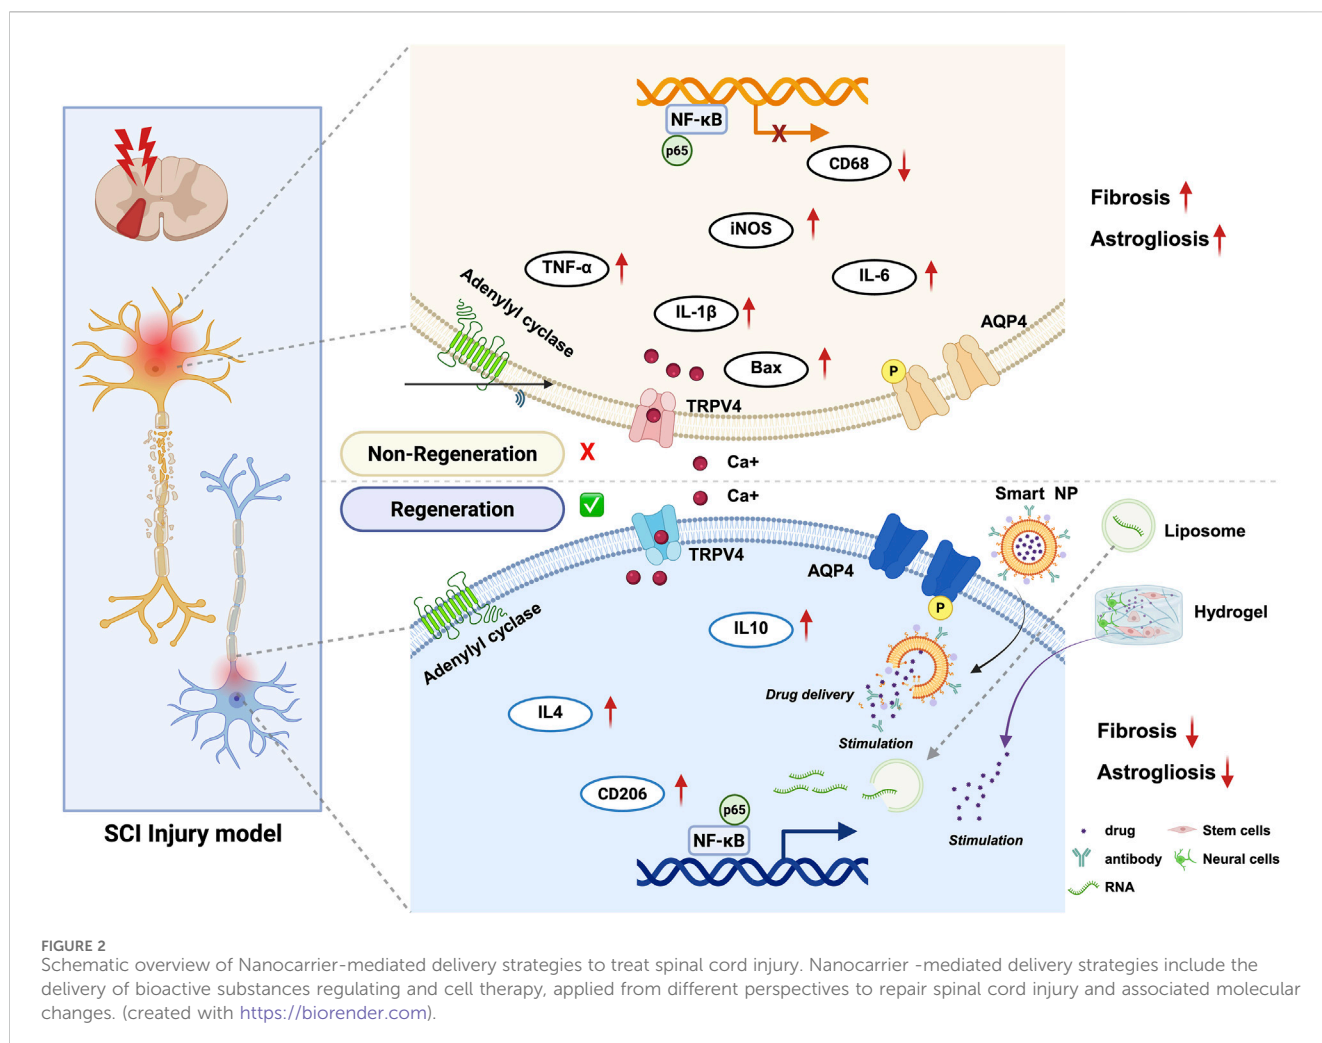 NF-κB
p65
X
CD68
iNOS
TNF-α
IL-6
IL-1β
Bax
Adenylyl cyclase
TRPV4
P
AQP4
Fibrosis
Astrogliosis
Non-Regeneration X
Ca+
Regeneration
Ca+
TRPV4
AQP4
P
Smart NP
Liposome
Hydrogel
Adenylyl cyclase
IL10
IL4
CD206
Drug delivery
Stimulation
Stimulation
p65
NF-κB
Fibrosis
Astrogliosis
drug
Stem cells
antibody
Neural cells
RNA
SCI Injury model
FIGURE 2
Schematic overview of Nanocarrier-mediated delivery strategies to treat spinal cord injury. Nanocarrier -mediated delivery strategies include the
delivery of bioactive substances regulating and cell therapy, applied from different perspectives to repair spinal cord injury and associated molecular
changes. (created with https://biorender.com).